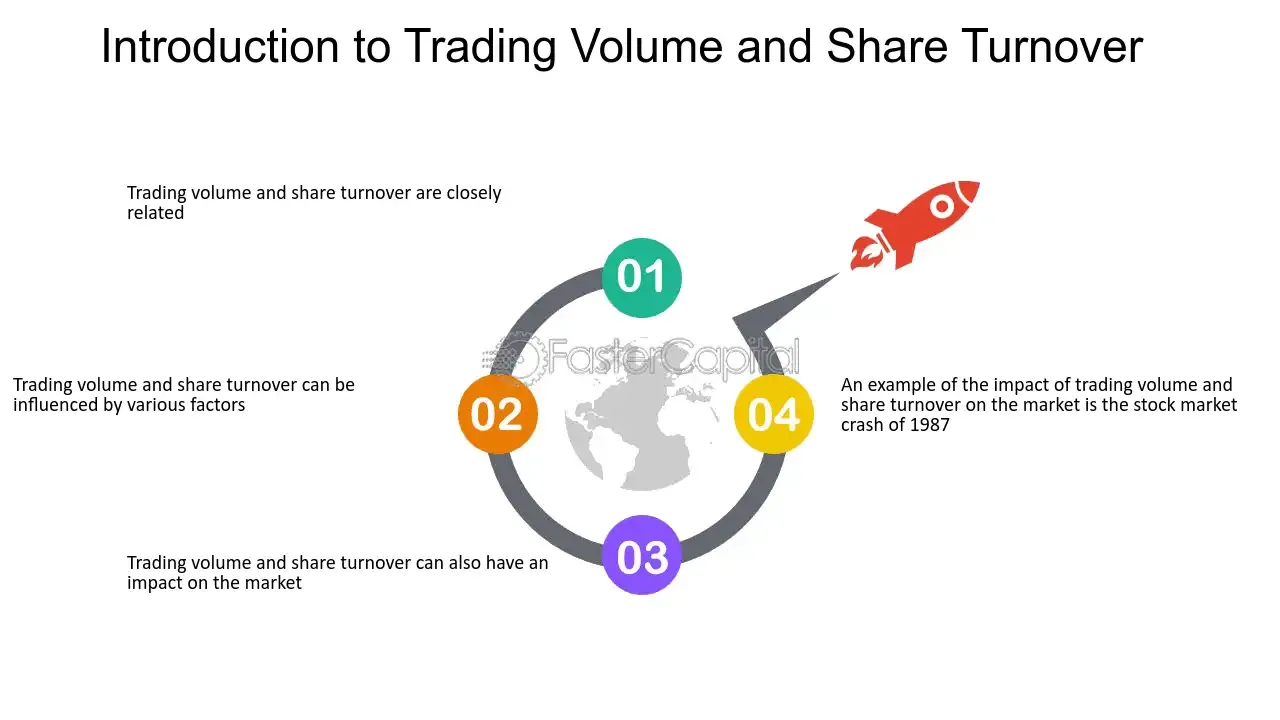 Introduction to Trading Volume and Share Turnover
Trading volume and share turnover are closely
related
01
Trading volume and share turnover can be
influenced by various factors
02
Trading volume and share turnover can also have an
impact on the market
03
04
An example of the impact of trading volume and
share turnover on the market is the stock market
crash of 1987
FasterCapital